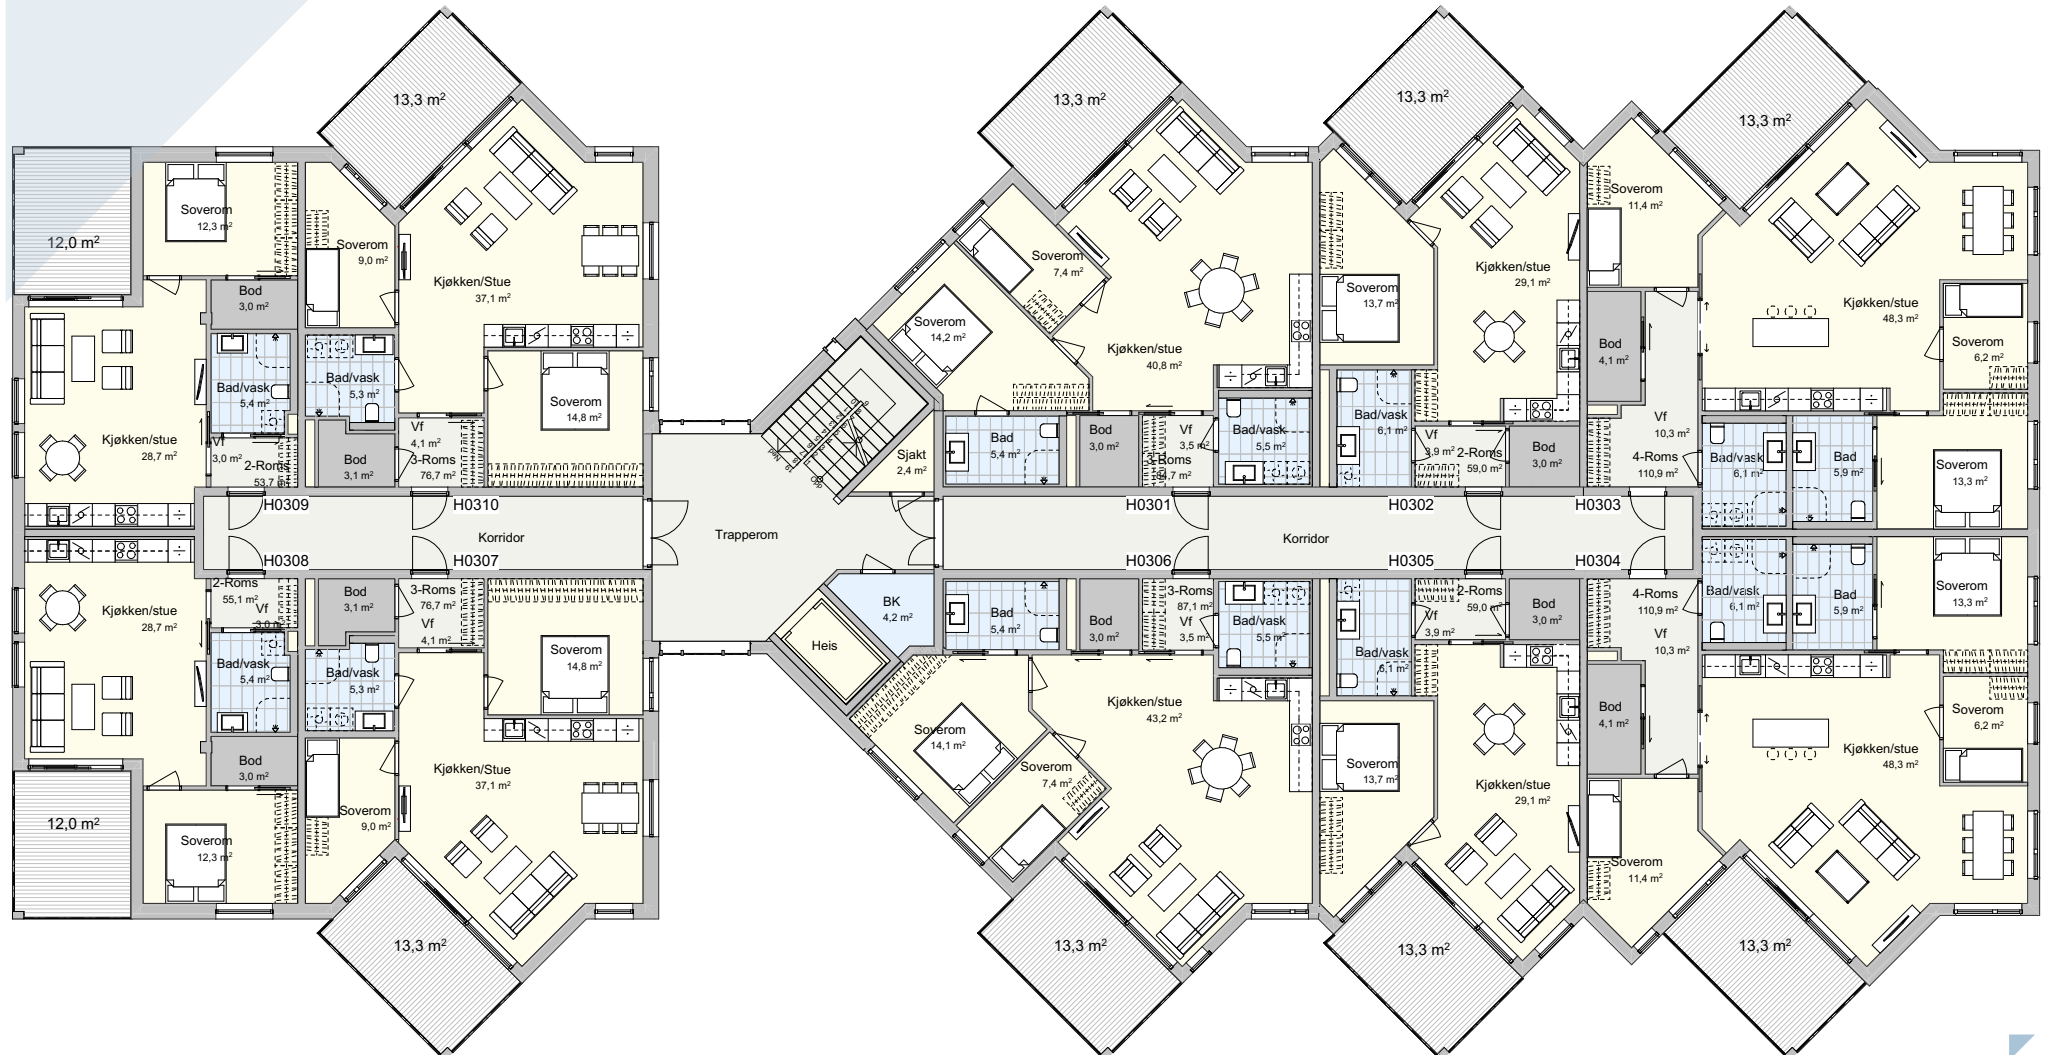 12,0 m²
Soverom
12,3 m²
Bod
3,0 m²
Bad/vask
5,4 m²
Kjøkken/stue
28,7 m²
Vf
3,0 m²
2-Roms
53,7 m²
H0309
13,3 m²
Soverom
9,0 m²
Kjøkken/Stue
37,1 m²
Bad/vask
5,3 m²
Soverom
14,8 m²
Vf
4,1 m²
Bod
3,1 m²
3-Roms
76,7 m²
H0310
Korridor
H0308
2-Roms
55,1 m²
Vf
3,0 m²
Kjøkken/stue
28,7 m²
Bad/vask
5,4 m²
Bod
3,0 m²
12,0 m²
Soverom
12,3 m²
H0307
Bod
3,1 m²
3-Roms
76,7 m²
Vf
4,1 m²
Bad/vask
5,3 m²
Soverom
14,8 m²
Kjøkken/Stue
37,1 m²
Soverom
9,0 m²
13,3 m²
Trapperom
Ned
Opp
Sjakt
2,4 m²
BK
4,2 m²
Heis
13,3 m²
Soverom
7,4 m²
Soverom
14,2 m²
Kjøkken/stue
40,8 m²
Bad
5,4 m²
Bod
3,0 m²
Vf
3,5 m²
3-Roms
Bad/vask
5,5 m²
H0301
13,3 m²
Soverom
13,7 m²
Kjøkken/stue
29,1 m²
Bad/vask
6,1 m²
Vf
3,9 m²
2-Roms
59,0 m²
Bod
3,0 m²
H0302
13,3 m²
Soverom
11,4 m²
Bod
4,1 m²
Kjøkken/stue
48,3 m²
Soverom
6,2 m²
Vf
10,3 m²
4-Roms
110,9 m²
Bad/vask
6,1 m²
Bad
5,9 m²
Soverom
13,3 m²
H0303
Korridor
H0306
Bad
5,4 m²
Bod
3,0 m²
3-Roms
87,1 m²
Vf
3,5 m²
Bad/vask
5,5 m²
Soverom
14,1 m²
Soverom
7,4 m²
Kjøkken/stue
43,2 m²
13,3 m²
H0305
2-Roms
59,0 m²
Vf
3,9 m²
Bod
3,0 m²
Bad/vask
6,1 m²
Soverom
13,7 m²
Kjøkken/stue
29,1 m²
13,3 m²
H0304
4-Roms
110,9 m²
Vf
10,3 m²
Bad/vask
6,1 m²
Bad
5,9 m²
Soverom
13,3 m²
Bod
4,1 m²
Soverom
6,2 m²
Kjøkken/stue
48,3 m²
Soverom
11,4 m²
13,3 m²